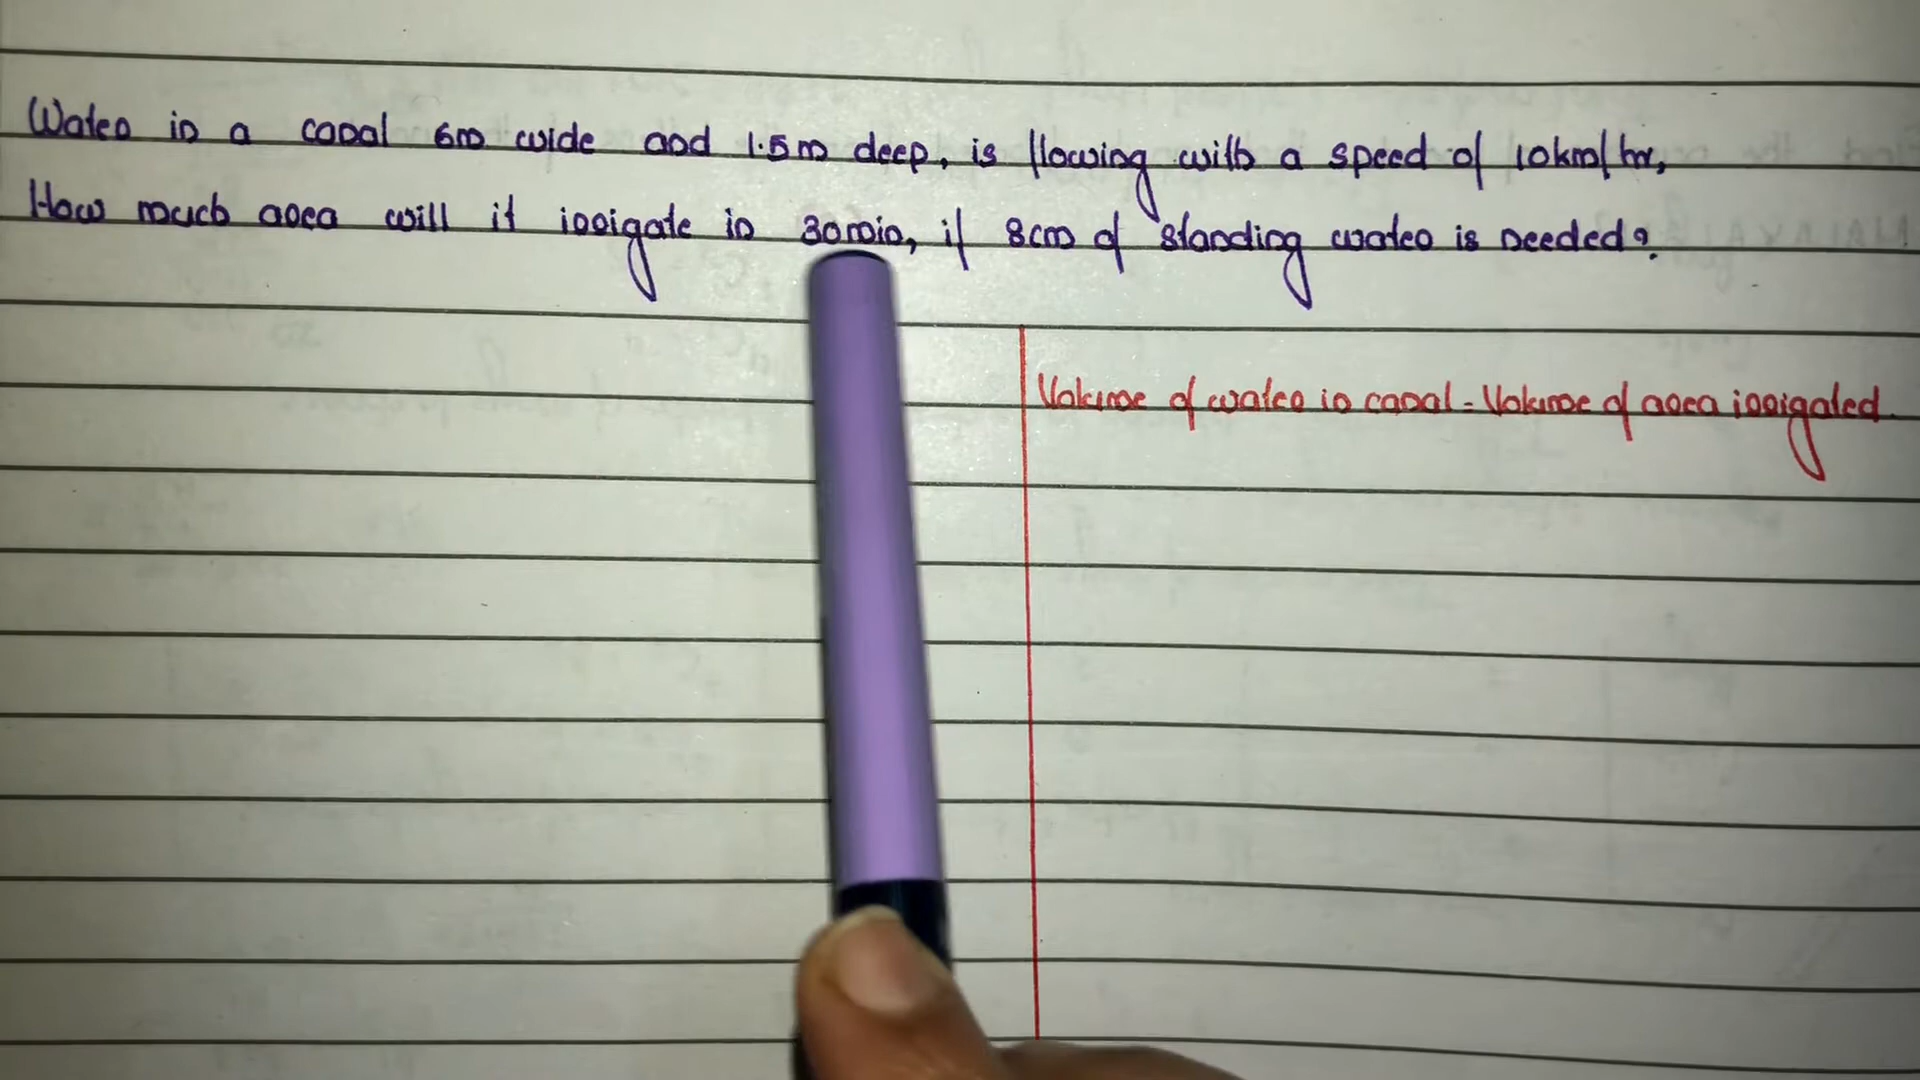 Water in a canal 6m wide and 1.5m deep, is flowing with a speed of 10km/hr,
How much area will it irrigate in 30min, if 8cm of standing water is needed?
Volume of water in canal = Volume of area irrigated.